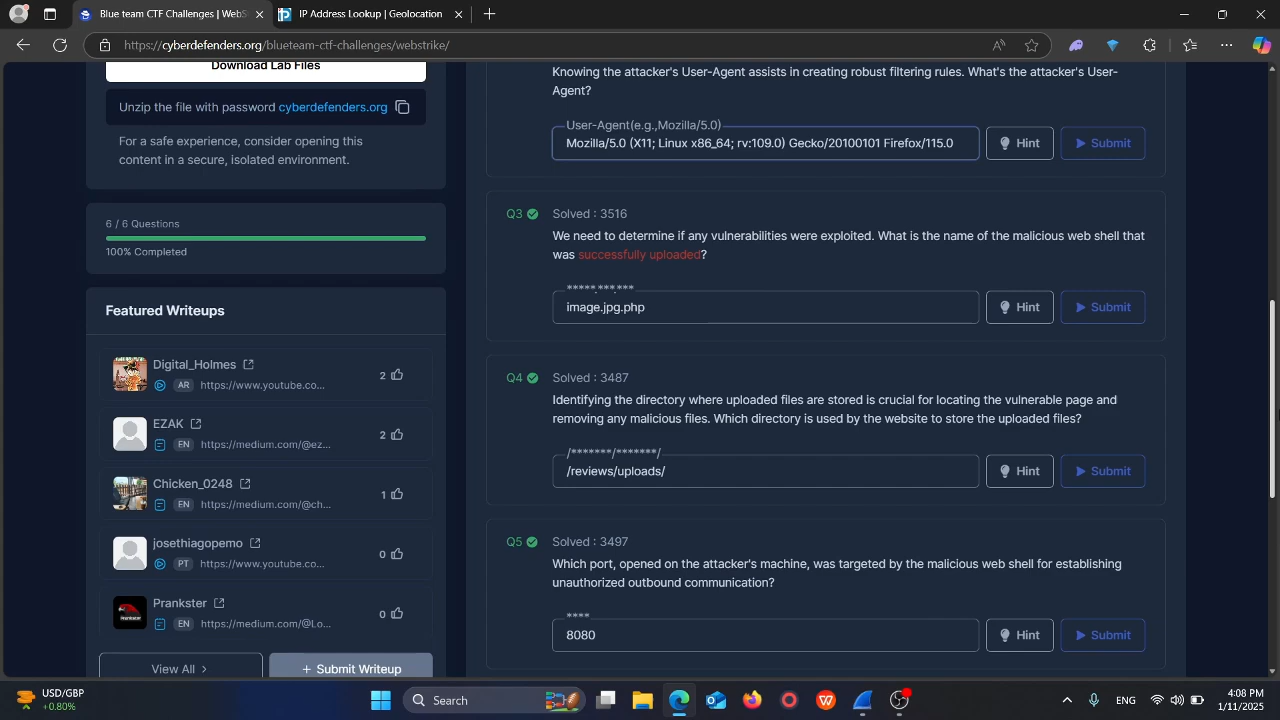 Blue Team CTF Challenges | WebS
IP Address Lookup | Geolocation
https://cyberdefenders.org/blueteam-ctf-challenges/webstrike/
Download Lab Files
Unzip the file with password cyberdefenders.org
For a safe experience, consider opening this
content in a secure, isolated environment.
6 / 6 Questions
100% Completed
Featured Writeups
Digital_Holmes
2
AR https://www.youtube.co...
EZAK
2
EN https://medium.com/@ez...
Chicken_0248
1
EN https://medium.com/@ch...
josethiagopemo
0
PT https://www.youtube.co...
Prankster
0
EN https://medium.com/@Lo...
View All >
+ Submit Writeup
Knowing the attacker's User-Agent assists in creating robust filtering rules. What's the attacker's User-
Agent?
User-Agent(e.g.,Mozilla/5.0)
Mozilla/5.0 (X11; Linux x86_64; rv:109.0) Gecko/20100101 Firefox/115.0
Hint
Submit
Q3 Solved : 3516
We need to determine if any vulnerabilities were exploited. What is the name of the malicious web shell that
was successfully uploaded?
*****.***.***
image.jpg.php
Hint
Submit
Q4 Solved : 3487
Identifying the directory where uploaded files are stored is crucial for locating the vulnerable page and
removing any malicious files. Which directory is used by the website to store the uploaded files?
/*******/*******/
/reviews/uploads/
Hint
Submit
Q5 Solved : 3497
Which port, opened on the attacker's machine, was targeted by the malicious web shell for establishing
unauthorized outbound communication?
****
8080
Hint
Submit
USD/GBP
+0.80%
Search
ENG
4:08 PM
1/11/2025